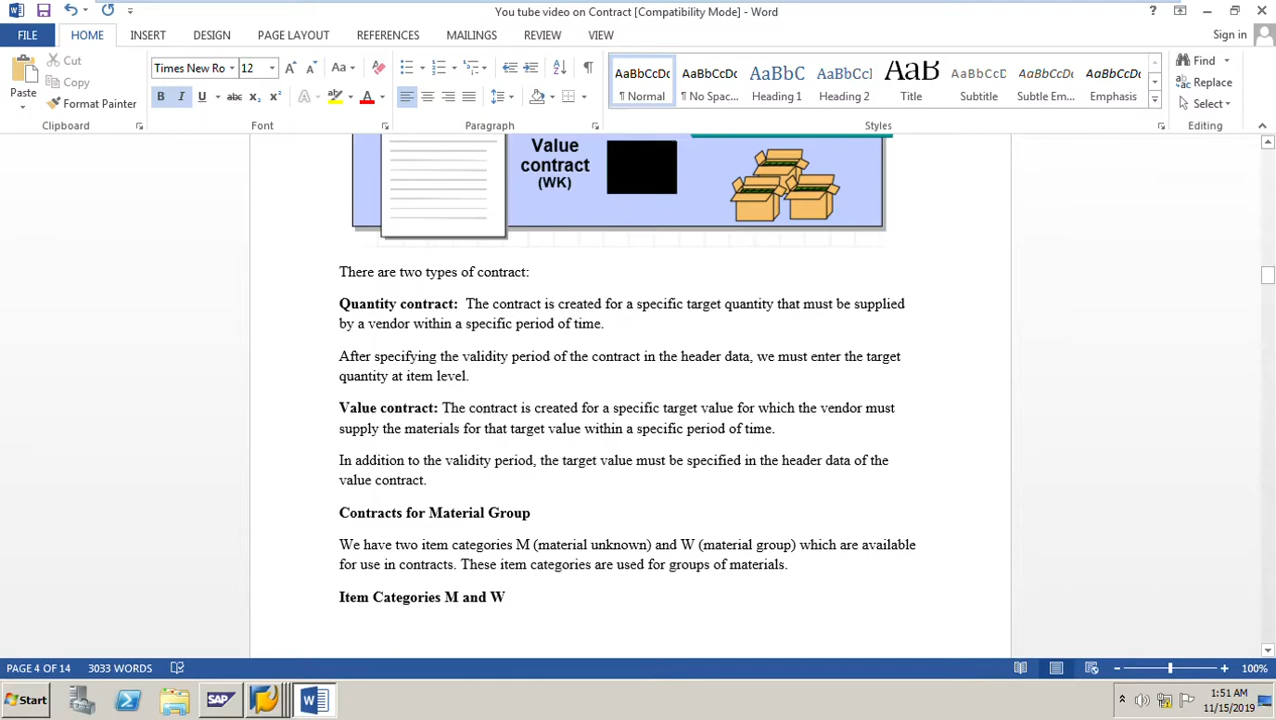 You tube video on Contract [Compatibility Mode] - Word
?
FILE HOME INSERT DESIGN PAGE LAYOUT REFERENCES MAILINGS REVIEW VIEW Sign in
Paste
Cut
Copy
Format Painter
Times New Ro 12 Aa
B I U abc x₂ x² A A
AaBbCcDc AaBbCcDc AaBbC AaBbCcI AaB AaBbCcD AaBbCcDc AaBbCcDc
¶ Normal ¶ No Spac... Heading 1 Heading 2 Title Subtitle Subtle Em... Emphasis
Find
Replace
Select
Clipboard Font Paragraph Styles Editing
Value
contract
(WK)
There are two types of contract:
Quantity contract: The contract is created for a specific target quantity that must be supplied
by a vendor within a specific period of time.
After specifying the validity period of the contract in the header data, we must enter the target
quantity at item level.
Value contract: The contract is created for a specific target value for which the vendor must
supply the materials for that target value within a specific period of time.
In addition to the validity period, the target value must be specified in the header data of the
value contract.
Contracts for Material Group
We have two item categories M (material unknown) and W (material group) which are available
for use in contracts. These item categories are used for groups of materials.
Item Categories M and W
PAGE 4 OF 14 3033 WORDS 100%
Start SAP
1:51 AM
11/15/2019